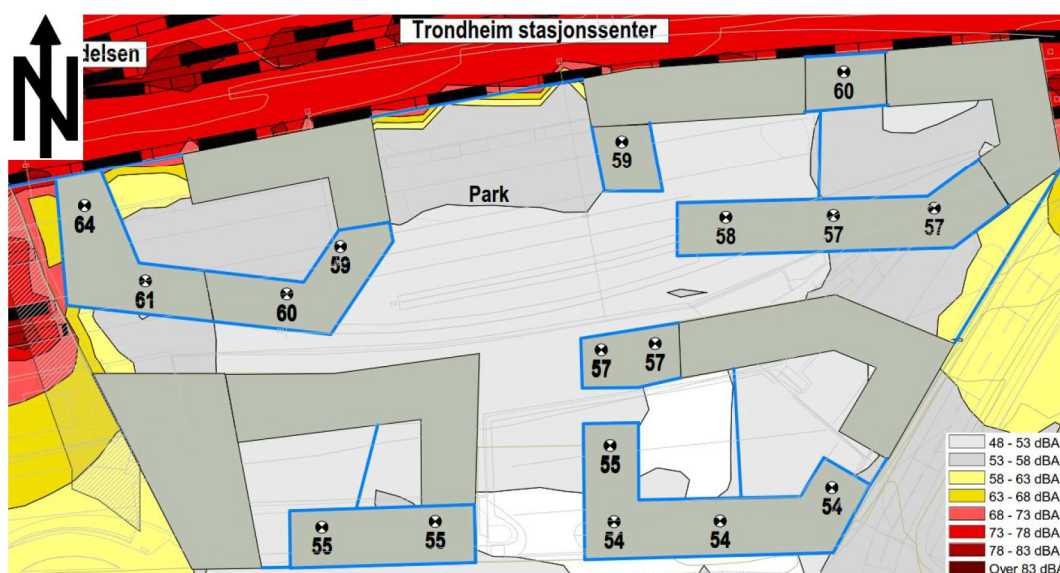 Trondheim stasjonssenter
N
delsen
60
59
Park
64
59
58
57
57
61
60
57
57
55
55
54
55
55
54
54
48 - 53 dBA
53 - 58 dBA
58 - 63 dBA
63 - 68 dBA
68 - 73 dBA
73 - 78 dBA
78 - 83 dBA
Over 83 dBA